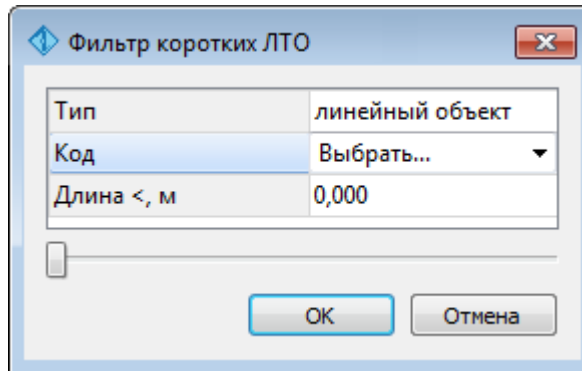 Фильтр коротких ЛТО
Тип линейный объект
Код Выбрать...
Длина <, м 0,000
ОК Отмена